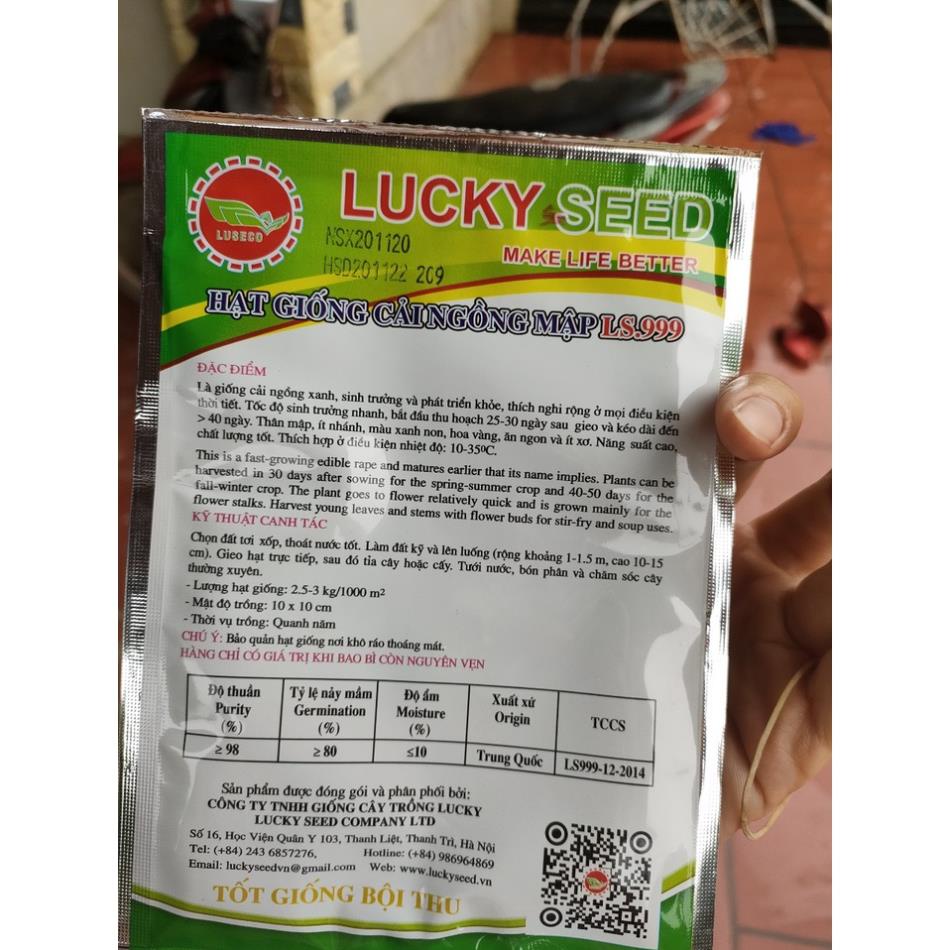 LUSECO
LUCKY SEED
NSX201120
MAKE LIFE BETTER
HSD201122 209
HẠT GIỐNG CẢI NGỒNG MẬP LS.999
ĐẶC ĐIỂM
Là giống cải ngồng xanh, sinh trưởng và phát triển khỏe, thích nghi rộng ở mọi điều kiện
thời tiết. Tốc độ sinh trưởng nhanh, bắt đầu thu hoạch 25-30 ngày sau gieo và kéo dài đến
> 40 ngày. Thân mập, ít nhánh, màu xanh non, hoa vàng, ăn ngon và ít xơ. Năng suất cao,
chất lượng tốt. Thích hợp ở điều kiện nhiệt độ: 10-35ºC.
This is a fast-growing edible rape and matures earlier that its name implies. Plants can be
harvested in 30 days after sowing for the spring-summer crop and 40-50 days for the
fall-winter crop. The plant goes to flower relatively quick and is grown mainly for the
flower stalks. Harvest young leaves and stems with flower buds for stir-fry and soup uses.
KỸ THUẬT CANH TÁC
Chọn đất tơi xốp, thoát nước tốt. Làm đất kỹ và lên luống (rộng khoảng 1-1.5 m, cao 10-15
cm). Gieo hạt trực tiếp, sau đó tỉa cây hoặc cấy. Tưới nước, bón phân và chăm sóc cây
thường xuyên.
- Lượng hạt giống: 2.5-3 kg/1000 m2
- Mật độ trồng: 10 x 10 cm
- Thời vụ trồng: Quanh năm
CHÚ Ý: Bảo quản hạt giống nơi khô ráo thoáng mát.
HÀNG CHỈ CÓ GIÁ TRỊ KHI BAO BÌ CÒN NGUYÊN VẸN
Độ thuần Purity (%) Tỷ lệ nảy mầm Germination (%) Độ ẩm Moisture (%) Xuất xứ Origin TCCS
≥ 98 ≥ 80 ≤10 Trung Quốc LS999-12-2014
Sản phẩm được đóng gói và phân phối bởi:
CÔNG TY TNHH GIỐNG CÂY TRỒNG LUCKY
LUCKY SEED COMPANY LTD
Số 16, Học Viện Quân Y 103, Thanh Liệt, Thanh Trì, Hà Nội
Tel: (+84) 243 6857276, Hotline: (+84) 986964869
Email: luckyseedvn@gmail.com Web: www.luckyseed.vn
TỐT GIỐNG BỘI THU